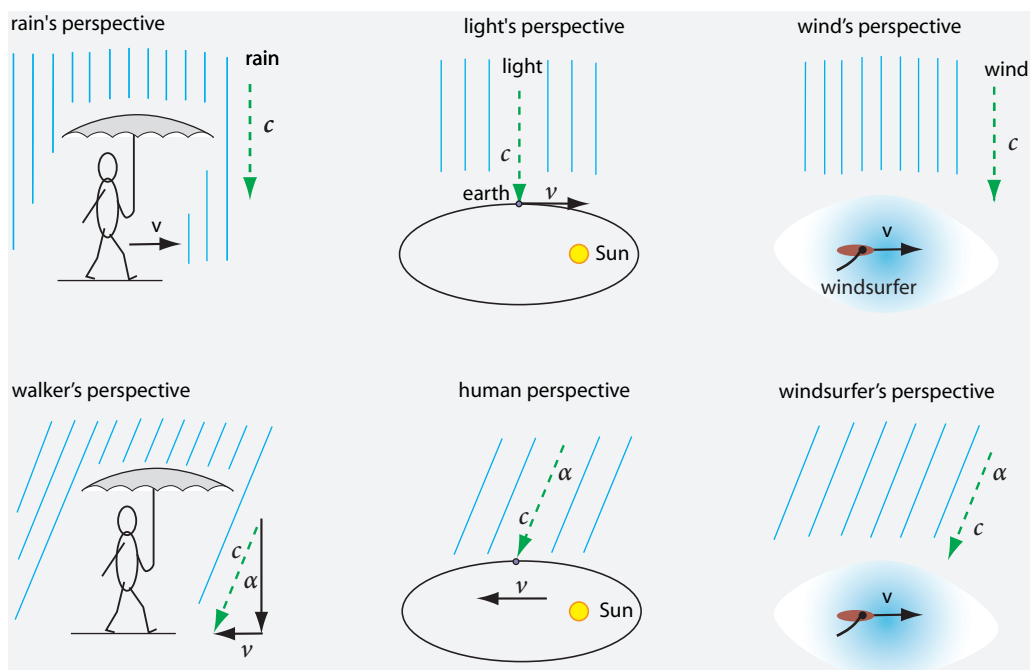 rain's perspective
rain
c
v
light's perspective
light
c
earth
v
Sun
wind's perspective
wind
c
v
windsurfer
walker's perspective
c
α
v
human perspective
α
c
v
Sun
windsurfer's perspective
α
c
v